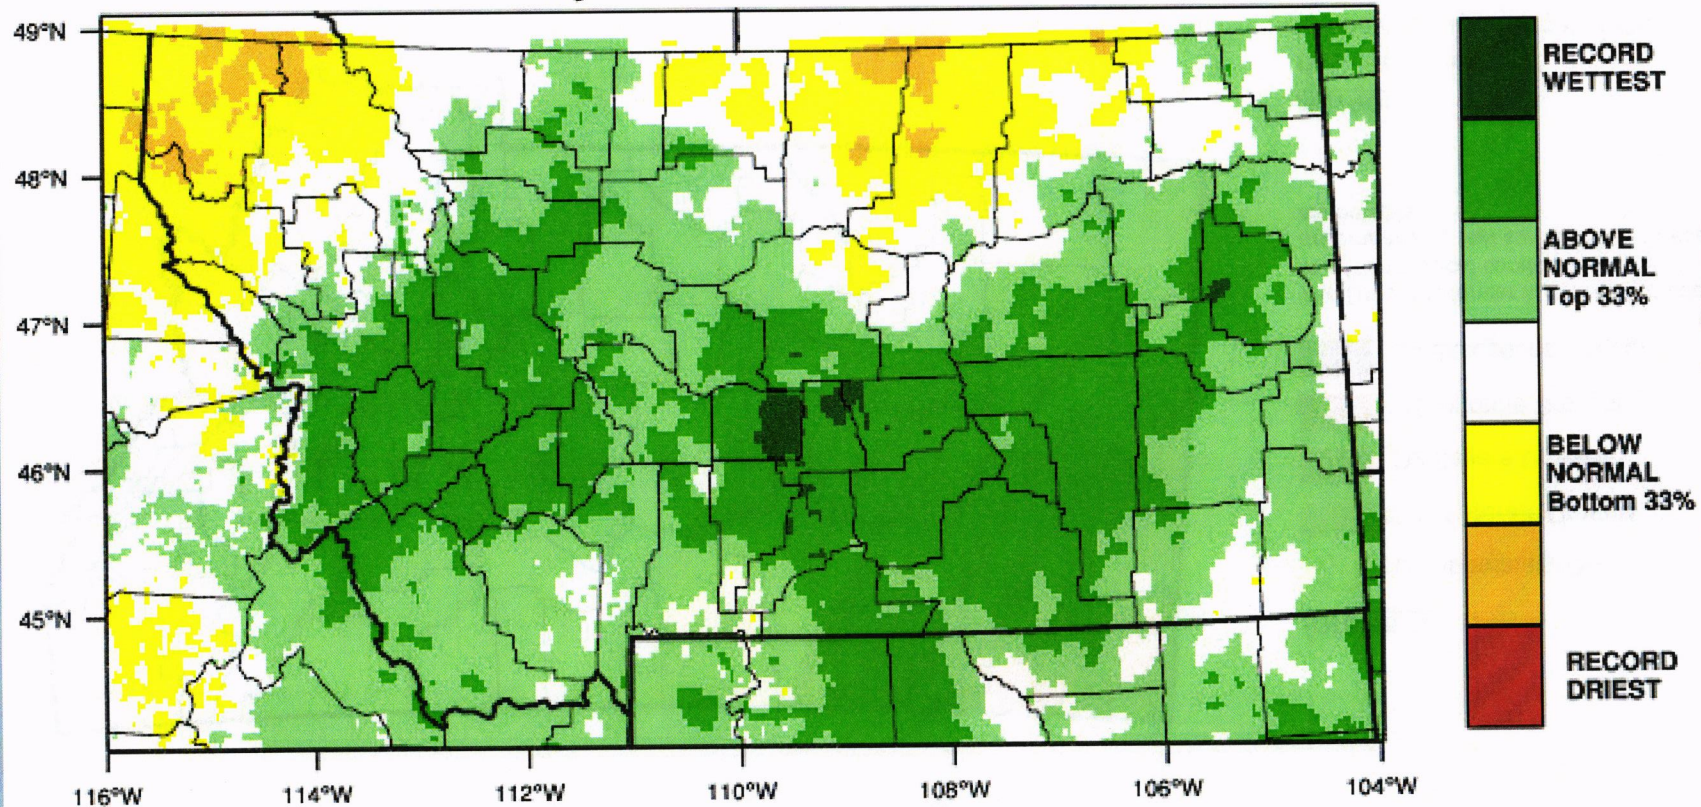 49°N
48°N
47°N
46°N
45°N
116°W
114°W
112°W
110°W
108°W
106°W
104°W
RECORD
WETTEST
ABOVE
NORMAL
Top 33%
BELOW
NORMAL
Bottom 33%
RECORD
DRIEST